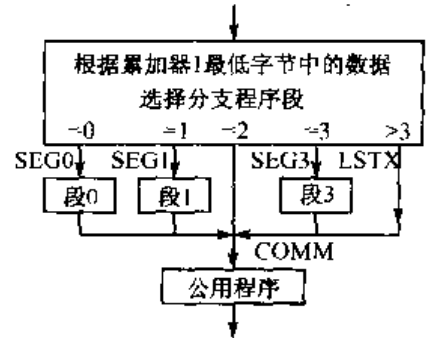 根据累加器1最低字节中的数据
选择分支程序段
=0 =1 =2 =3 >3
SEG0 SEG1 SEG3 LSTX
段0 段1 段3
COMM
公用程序